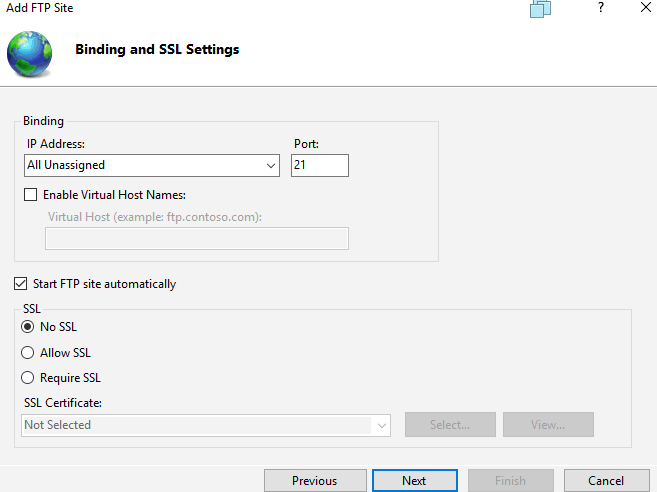 Add FTP Site
?
Binding and SSL Settings
Binding
IP Address: Port:
All Unassigned 21
Enable Virtual Host Names:
Virtual Host (example: ftp.contoso.com):
Start FTP site automatically
SSL
No SSL
Allow SSL
Require SSL
SSL Certificate:
Not Selected Select... View...
Previous Next Finish Cancel